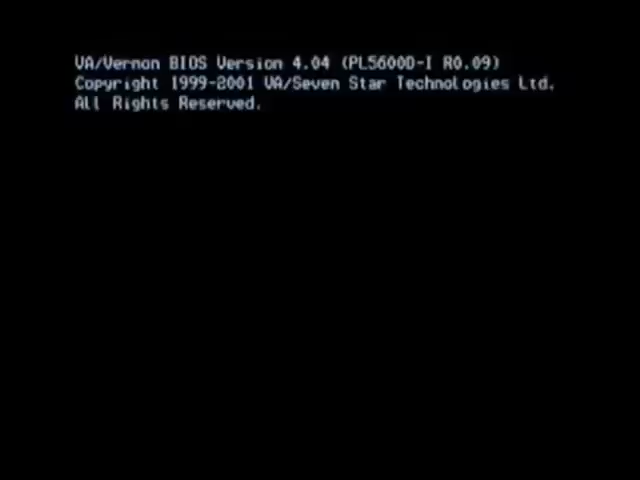 VA/Vernon BIOS Version 4.04 (PL5600D-I R0.09)
Copyright 1999-2001 VA/Seven Star Technologies Ltd.
All Rights Reserved.